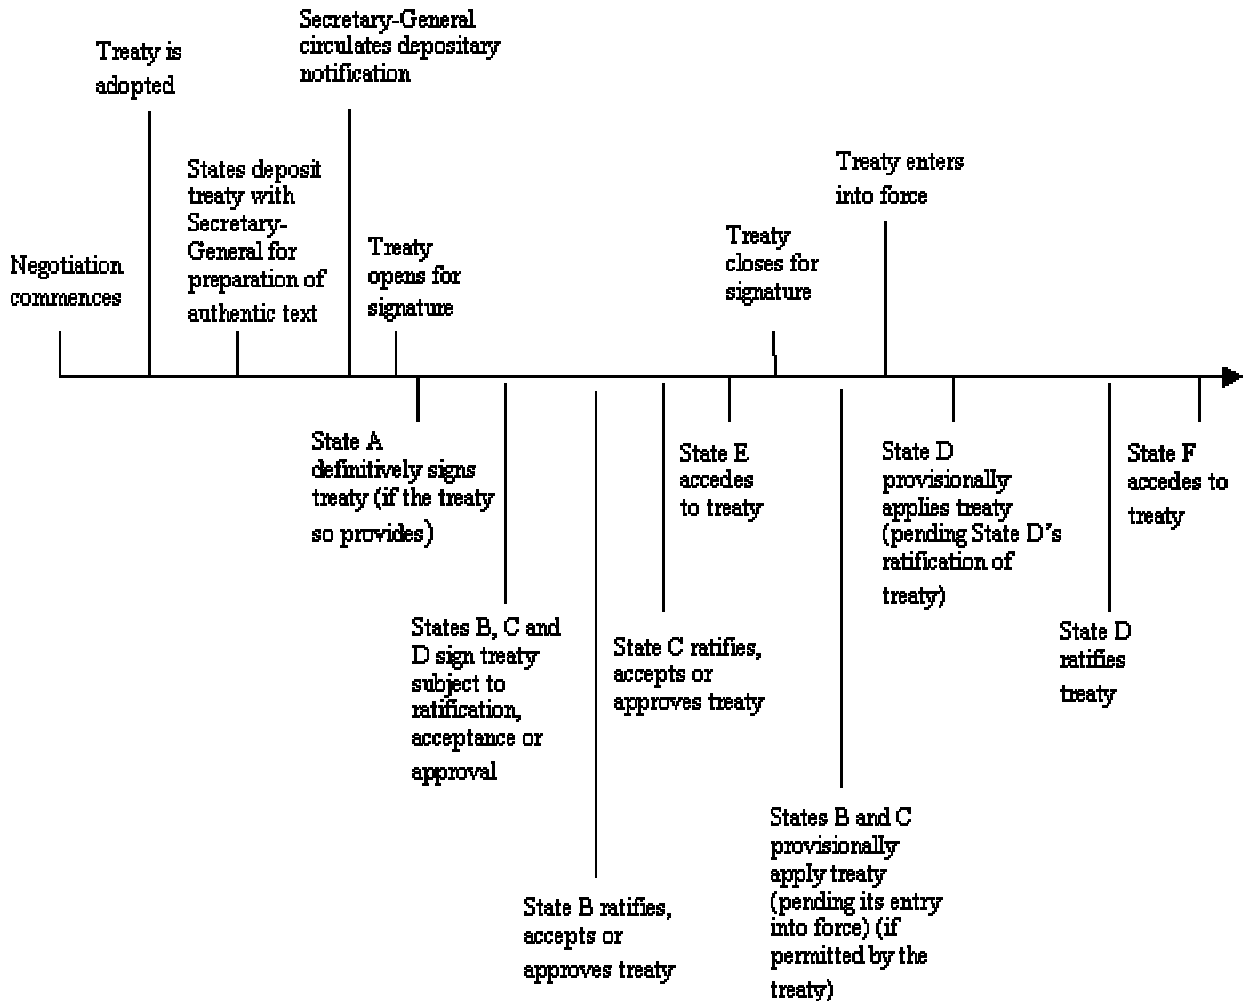 Secretary-General
circulates depositary
notification
Treaty is
adopted
States deposit
treaty with
Secretary-
General for
preparation of
authentic text
Treaty enters
into force
Negotiation
commences
Treaty
opens for
signature
Treaty
closes for
signature
State A
definitively signs
treaty (if the treaty
so provides)
States B, C and
D sign treaty
subject to
ratification,
acceptance or
approval
State B ratifies,
accepts or
approves treaty
State C ratifies,
accepts or
approves treaty
State E
accedes
to treaty
States B and C
provisionally
apply treaty
(pending its entry
into force) (if
permitted by the
treaty)
State D
provisionally
applies treaty
(pending State D's
ratification of
treaty)
State D
ratifies
treaty
State F
accedes to
treaty